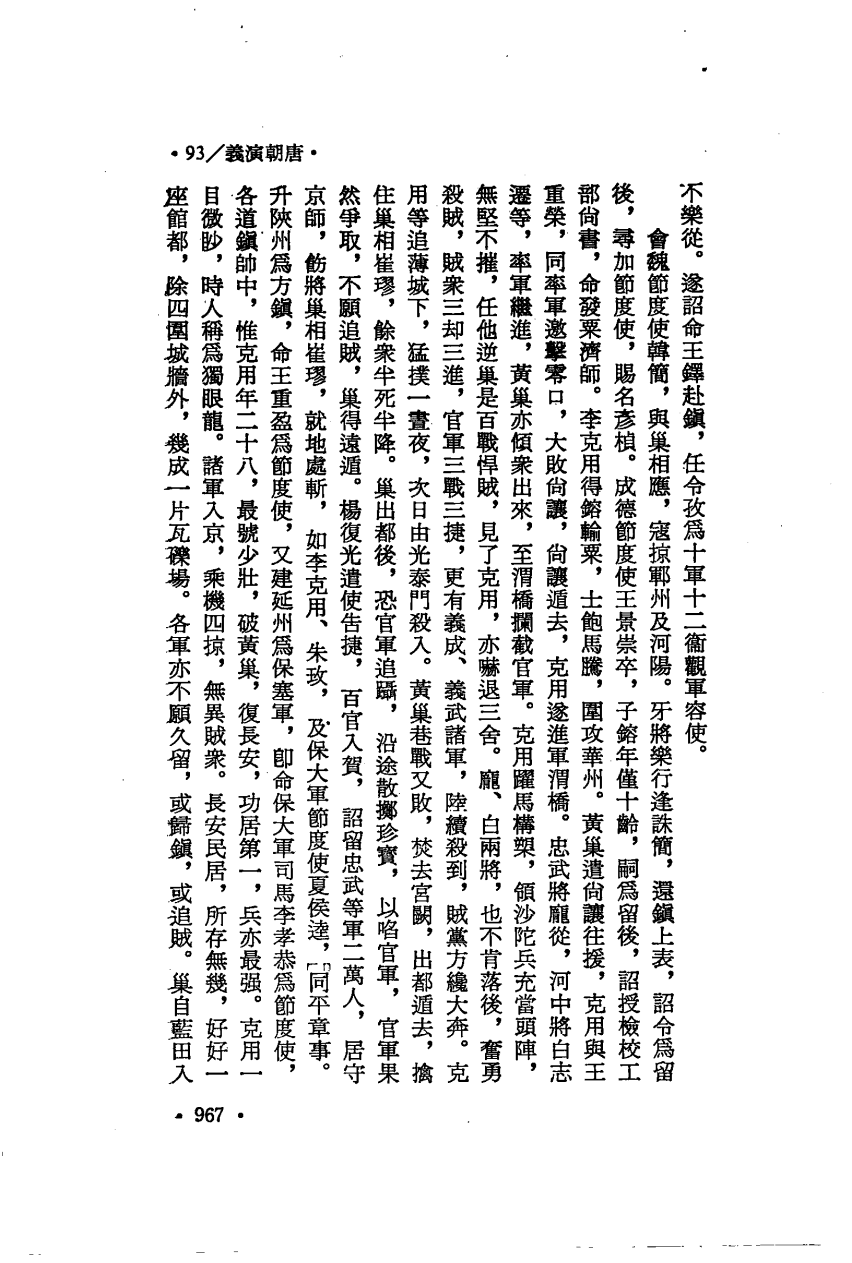 ·唐朝演義／93·
不樂從。遂詔命王鐸赴鎭，任令孜爲十軍十二衞觀軍容使。
會魏節度使韓簡，與巢相應，寇掠鄆州及河陽。牙將樂行逢誅簡，還鎭上表，詔令爲留
後，尋加節度使，賜名彥楨。成德節度使王景崇卒，子鎔年僅十齡，嗣爲留後，詔授檢校工
部尙書，命發粟濟師。李克用得鎔輸粟，士飽馬騰，圍攻華州。黃巢遣尙讓往援，克用與王
重榮，同率軍邀擊零口，大敗尙讓，尙讓遁去，克用遂進軍渭橋。忠武將龐從，河中將白志
遷等，率軍繼進，黃巢亦傾衆出來，至渭橋攔截官軍。克用躍馬構槊，領沙陀兵充當頭陣，
無堅不摧，任他逆巢是百戰悍賊，見了克用，亦嚇退三舍。龐、白兩將，也不肯落後，奮勇
殺賊，賊衆三却三進，官軍三戰三捷，更有義成、義武諸軍，陸續殺到，賊黨方纔大奔。克
用等追薄城下，猛撲一晝夜，次日由光泰門殺入。黃巢巷戰又敗，焚去宮闕，出都遁去，擒
住巢相崔璆，餘衆半死半降。巢出都後，恐官軍追躡，沿途散擲珍寶，以啗官軍，官軍果
然爭取，不願追賊，巢得遠遁。楊復光遣使吿捷，百官入賀，詔留忠武等軍二萬人，居守
京師，飭將巢相崔璆，就地處斬，如李克用、朱玫，及保大軍節度使夏侯逵，「同平章事。
升陝州爲方鎭，命王重盈爲節度使，又建延州爲保塞軍，卽命保大軍司馬李孝恭爲節度使，
各道鎭帥中，惟克用年二十八，最號少壯，破黃巢，復長安，功居第一，兵亦最强。克用一
目微眇，時人稱爲獨眼龍。諸軍入京，乘機四掠，無異賊衆。長安民居，所存無幾，好好一
座館都，除四圍城牆外，幾成一片瓦礫場。各軍亦不願久留，或歸鎭，或追賊。巢自藍田入
·967·